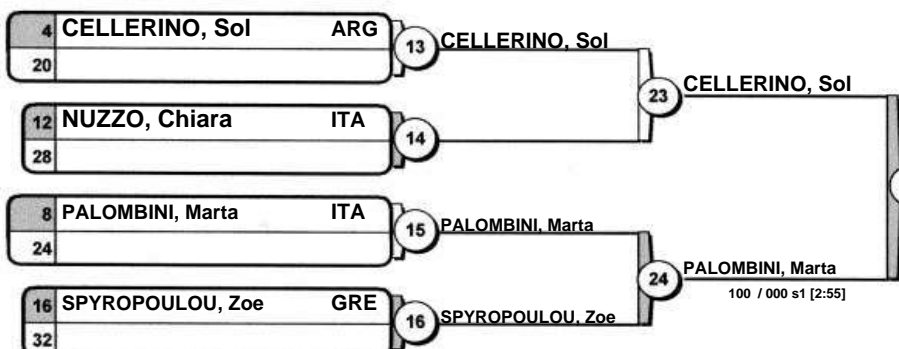 4 CELLERINO, Sol ARG
20
13 CELLERINO, Sol
12 NUZZO, Chiara ITA
28
14
23 CELLERINO, Sol
8 PALOMBINI, Marta ITA
24
15 PALOMBINI, Marta
16 SPYROPOULOU, Zoe GRE
32
16 SPYROPOULOU, Zoe
24 PALOMBINI, Marta
100 / 000 s1 [2:55]